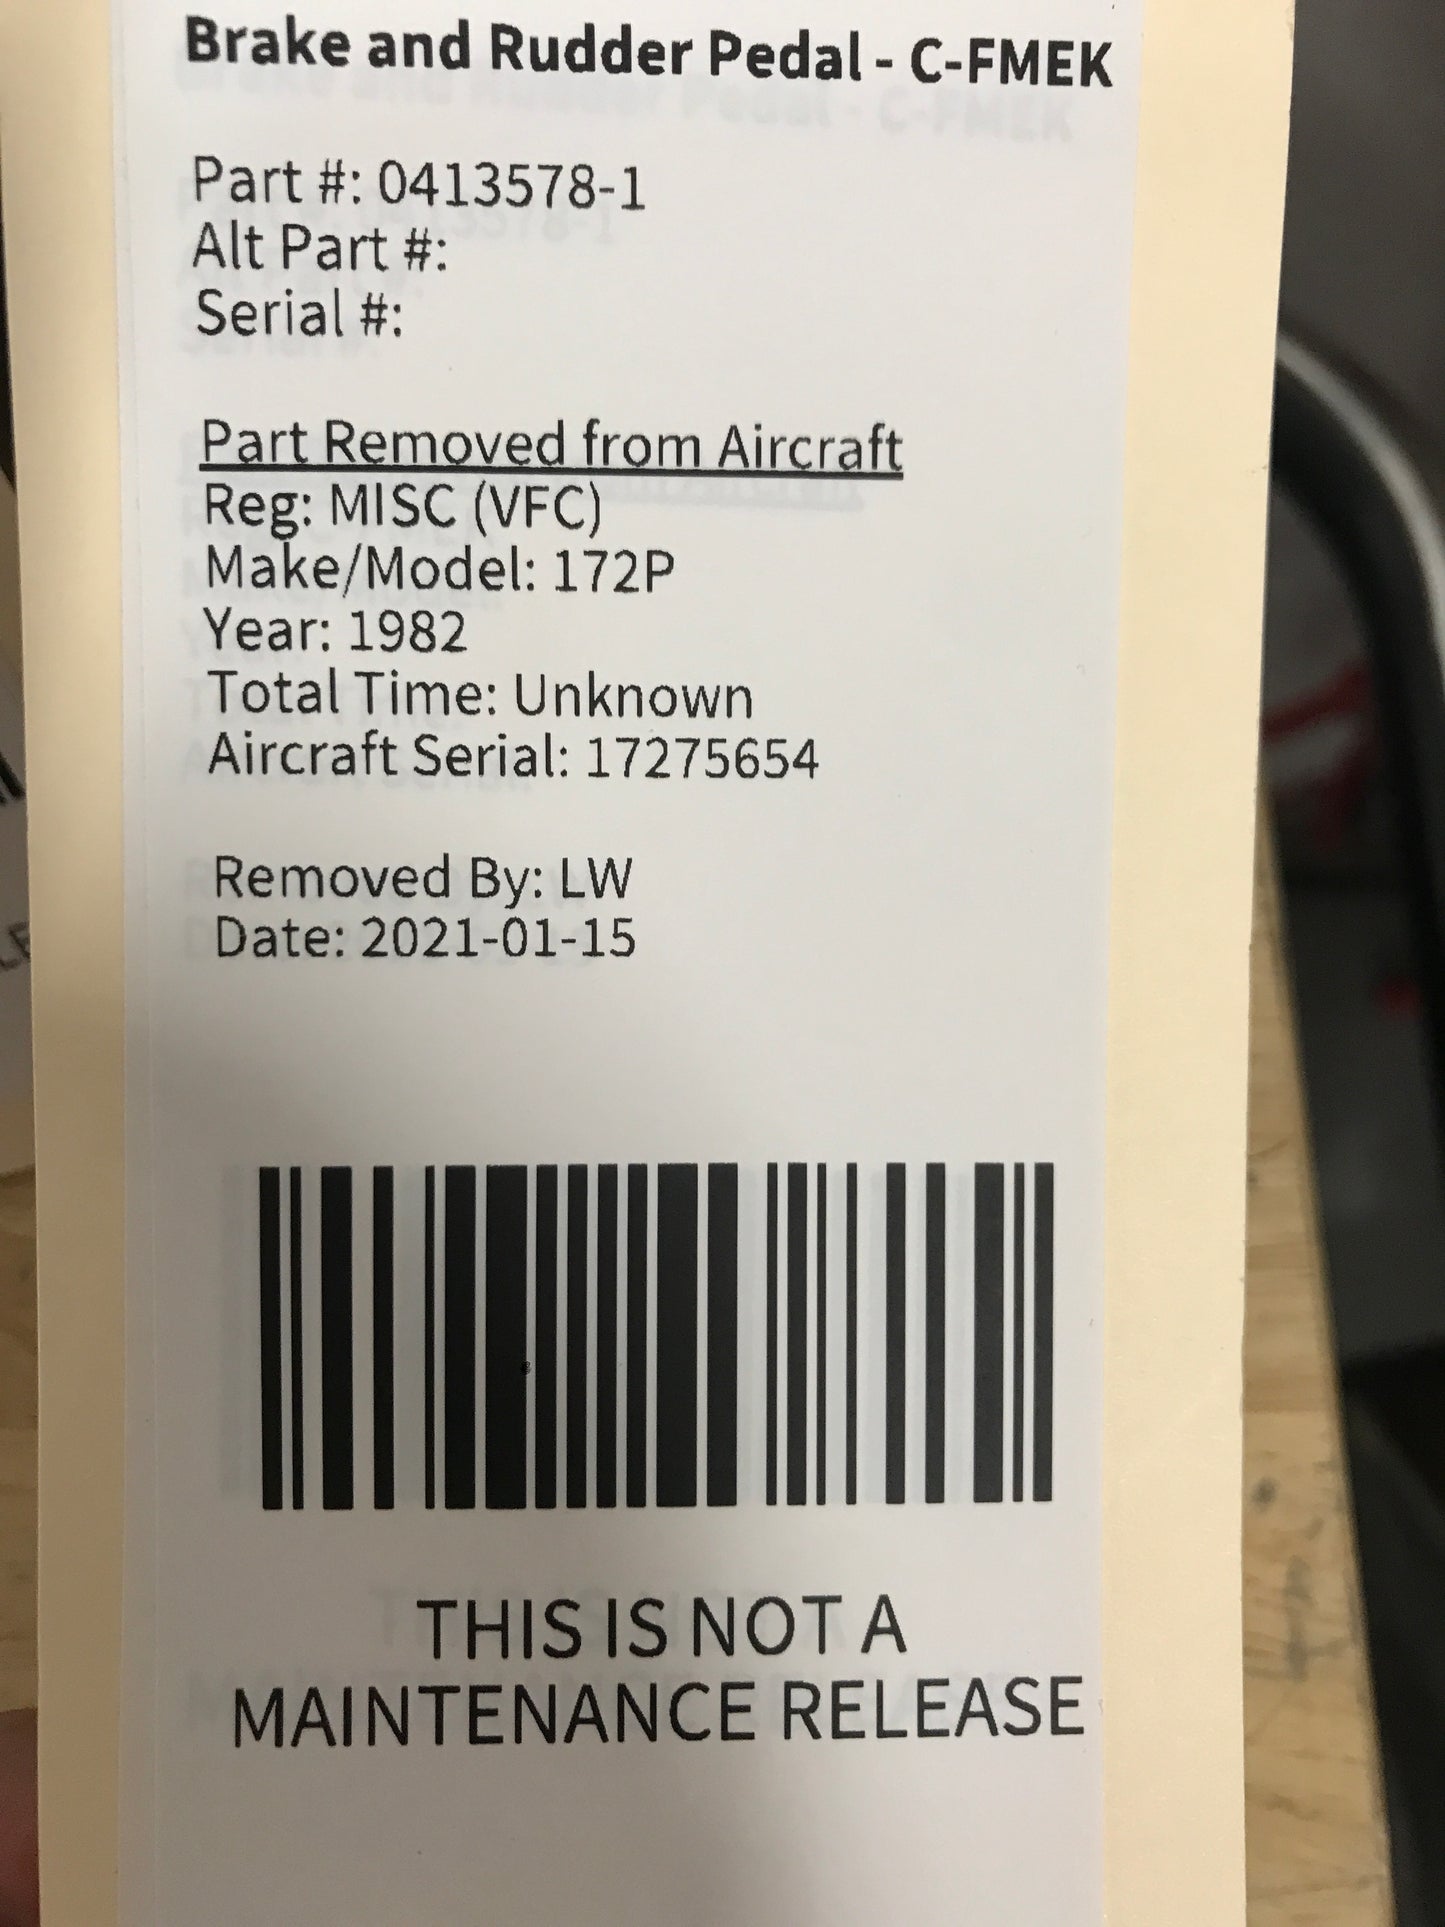 Brake and Rudder Pedal - C-FMEK
Part #: 0413578-1
Alt Part #:
Serial #:
Part Removed from Aircraft
Reg: MISC (VFC)
Make/Model: 172P
Year: 1982
Total Time: Unknown
Aircraft Serial: 17275654
Removed By: LW
Date: 2021-01-15
THIS IS NOT A
MAINTENANCE RELEASE